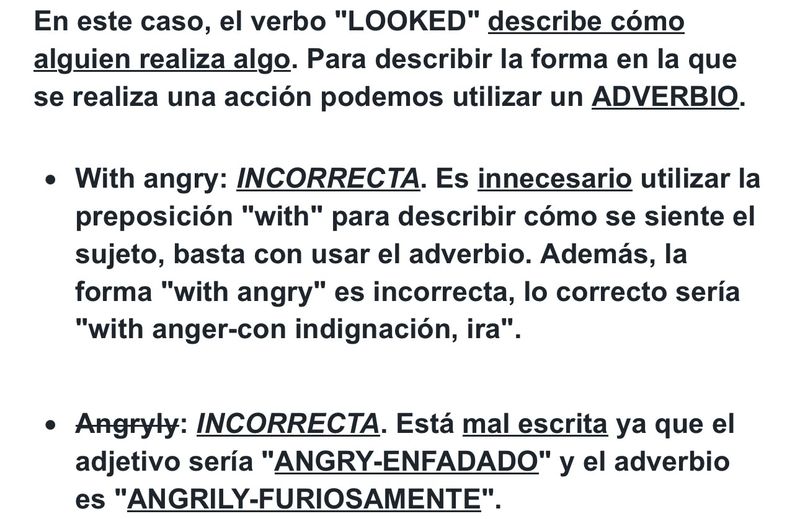 En este caso, el verbo "LOOKED" describe cómo
alguien realiza algo. Para describir la forma en la que
se realiza una acción podemos utilizar un ADVERBIO.
• With angry: INCORRECTA. Es innecesario utilizar la
preposición "with" para describir cómo se siente el
sujeto, basta con usar el adverbio. Además, la
forma "with angry" es incorrecta, lo correcto sería
"with anger-con indignación, ira".
• Angryly: INCORRECTA. Está mal escrita ya que el
adjetivo sería "ANGRY-ENFADADO" y el adverbio
es "ANGRILY-FURIOSAMENTE".